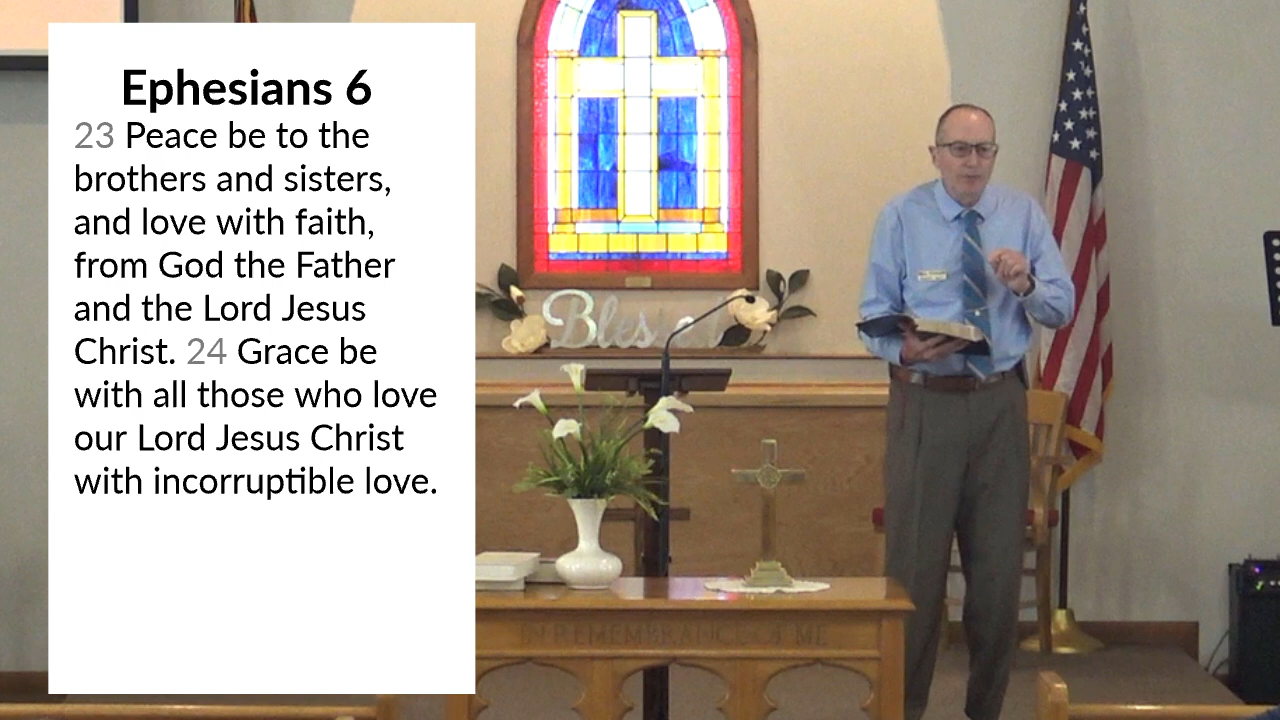 Ephesians 6
23 Peace be to the
brothers and sisters,
and love with faith,
from God the Father
and the Lord Jesus
Christ. 24 Grace be
with all those who love
our Lord Jesus Christ
with incorruptible love.
IN REMEMBRANCE OF ME